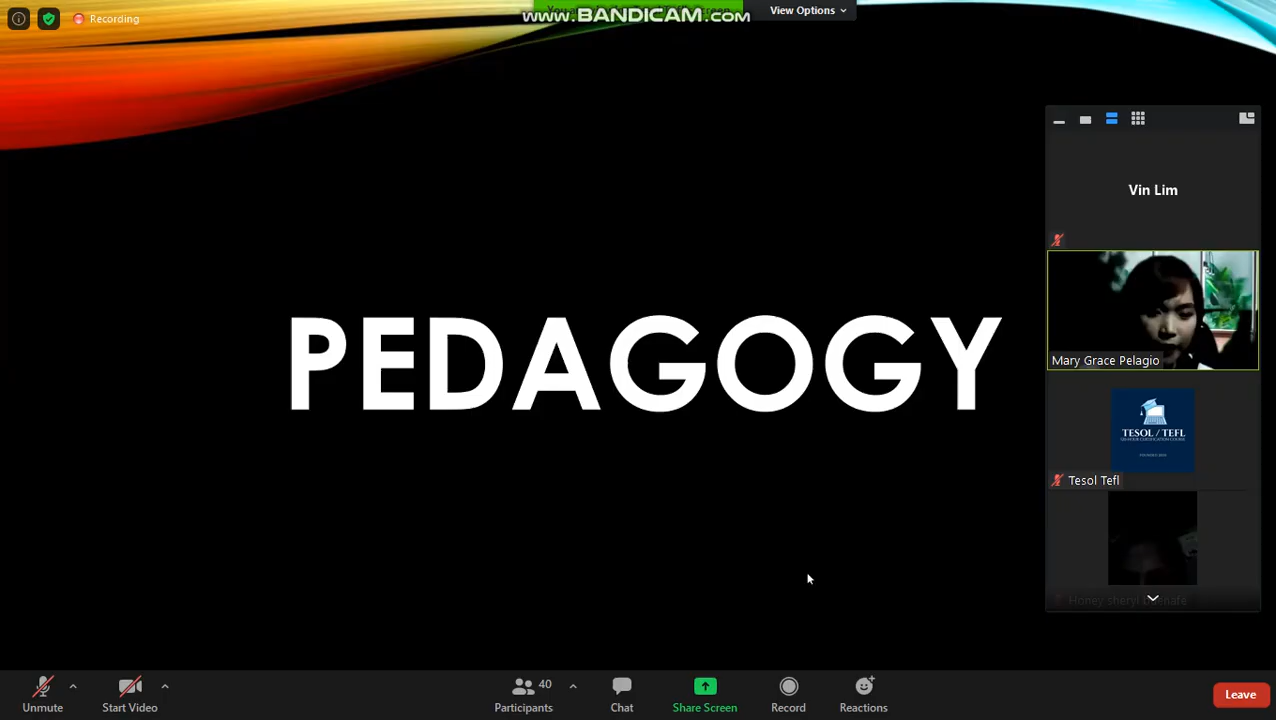 Recording
www.BANDICAM.com
View Options
PEDAGOGY
Vin Lim
Mary Grace Pelagio
TESOL / TEFL
Tesol Tefl
Unmute
Start Video
40
Participants
Chat
Share Screen
Record
Reactions
Leave